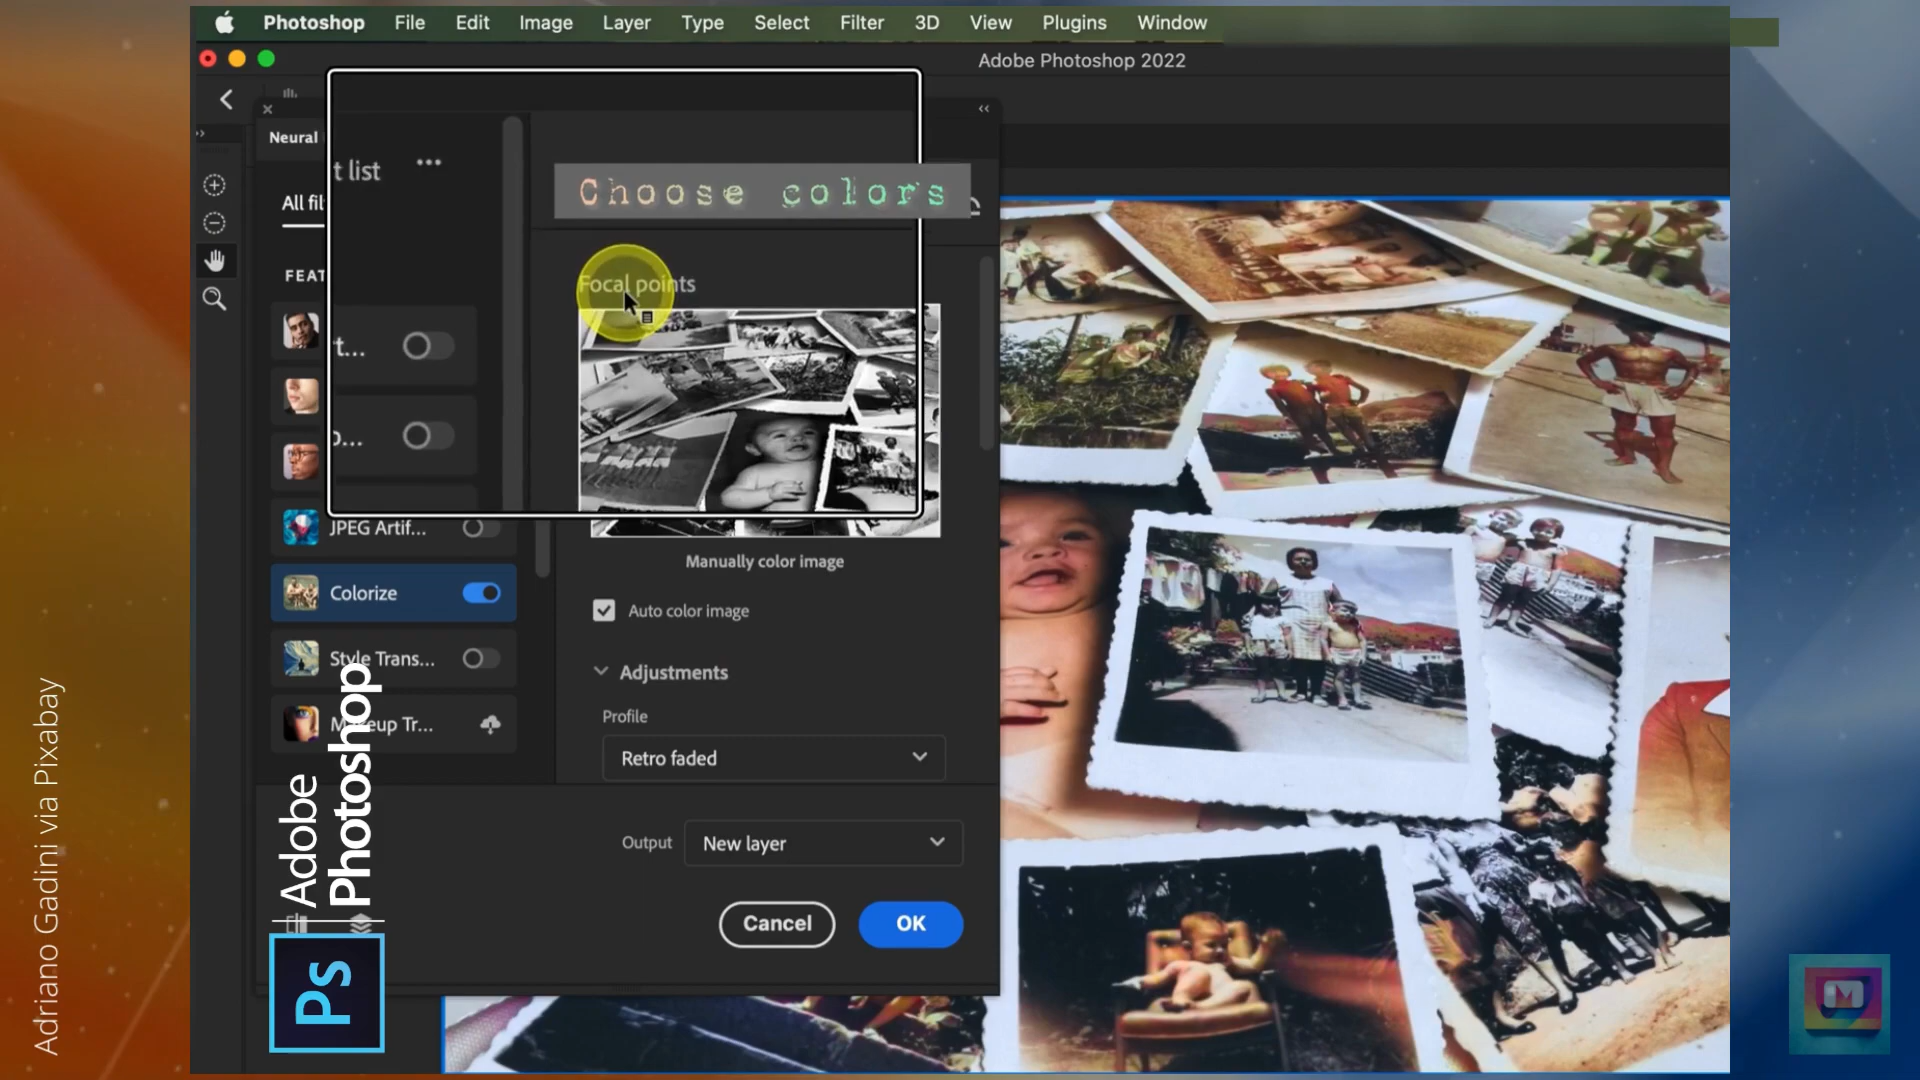 Photoshop File Edit Image Layer Type Select Filter 3D View Plugins Window
Adobe Photoshop 2022
Neural
t list
All fil
Choose colors
FEAT
Focal points
t...
o...
JPEG Artif...
Manually color image
Colorize
Auto color image
Style Trans...
Adjustments
Makeup Tr...
Profile
Retro faded
Output New layer
Cancel OK
Adobe
Photoshop
Ps
Adriano Gadini via Pixabay
M